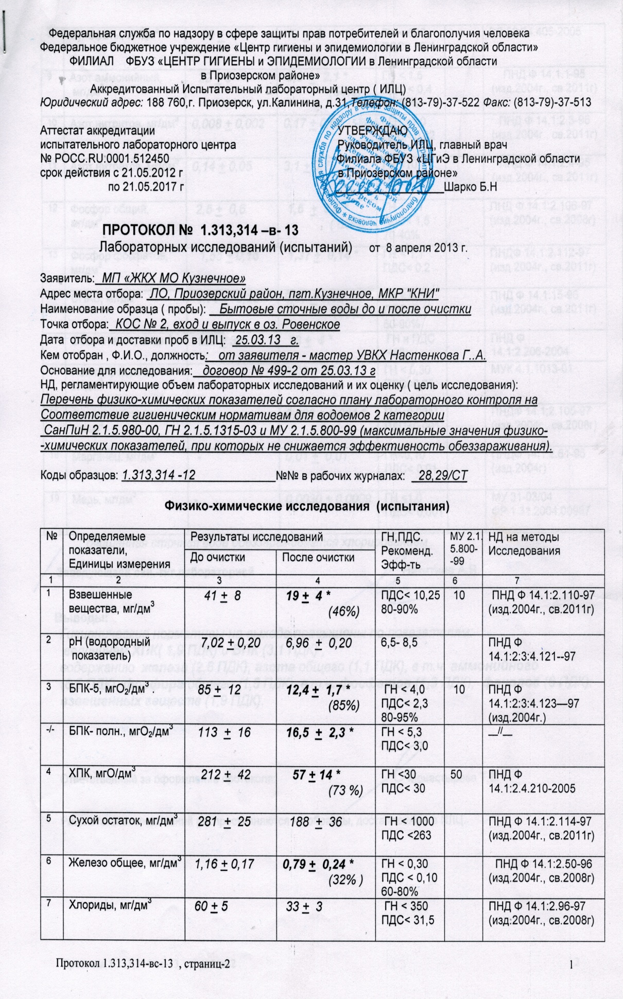 Федеральная служба по надзору в сфере защиты прав потребителей и благополучия человека
Федеральное бюджетное учреждение «Центр гигиены и эпидемиологии в Ленинградской области»
ФИЛИАЛ ФБУЗ «ЦЕНТР ГИГИЕНЫ и ЭПИДЕМИОЛОГИИ в Ленинградской области
в Приозерском районе»
Аккредитованный Испытательный лабораторный центр ( ИЛЦ)
Юридический адрес: 188 760,г. Приозерск, ул.Калинина, д.31,Телефон: (813-79)-37-522 Факс: (813-79)-37-513
Аттестат аккредитации
испытательного лабораторного центра
№ РОСС.RU.0001.512450
срок действия с 21.05.2012 г
по 21.05.2017 г
УТВЕРЖДАЮ
Руководитель ИЛЦ, главный врач
Филиала ФБУЗ «ЦГиЭ в Ленинградской области
в Приозерском районе»
Шарко Б.Н
ПРОТОКОЛ № 1.313,314 –в- 13
Лабораторных исследований (испытаний) от 8 апреля 2013 г.
Заявитель: МП «ЖКХ МО Кузнечное»
Адрес места отбора: ЛО, Приозерский район, пгт.Кузнечное, МКР "КНИ"
Наименование образца ( пробы): Бытовые сточные воды до и после очистки
Точка отбора: КОС № 2, вход и выпуск в оз. Ровенское
Дата отбора и доставки проб в ИЛЦ: 25.03.13 г.
Кем отобран , Ф.И.О., должность: от заявителя - мастер УВКХ Настенкова Г..А.
Основание для исследования: договор № 499-2 от 25.03.13 г
НД, регламентирующие объем лабораторных исследований и их оценку ( цель исследования):
Перечень физико-химических показателей согласно плану лабораторного контроля на
Соответствие гигиеническим нормативам для водоемов 2 категории
СанПиН 2.1.5.980-00, ГН 2.1.5.1315-03 и МУ 2.1.5.800-99 (максимальные значения физико-
-химических показателей, при которых не снижается эффективность обеззараживания).
Коды образцов: 1.313,314 -12 №№ в рабочих журналах: 28,29/СТ
Физико-химические исследования (испытания)
№ Определяемые показатели, Единицы измерения Результаты исследований До очистки После очистки ГН,ПДС. Рекоменд. Эфф-ть МУ 2.1. 5.800- -99 НД на методы Исследования
1 2 3 4 5 6 7
1 Взвешенные 41 ± 8 19 ± 4 * ПДС< 10,25 10 ПНД Ф 14.1:2.110-97
вещества, мг/дм³ (46%) 80-90% (изд.2004г., св.2011г)
2 рН (водородный 7,02 ± 0,20 6,96 ± 0,20 6,5- 8,5 ПНД Ф
показатель) 14.1:2:3:4.121--97
3 БПК-5, мгО₂/дм³ . 85 ± 12 12,4 ± 1,7 * ГН < 4,0 10 ПНД Ф
(85%) ПДС< 2,3 14.1:2:3:4.123—97
80-95% (изд.2004г.)
-/- БПК- полн., мгО₂/дм³ 113 ± 16 16,5 ± 2,3 * ГН < 5,3 __//__
ПДС< 3,0
4 ХПК, мгО/дм³ 212 ± 42 57 ± 14 * ГН <30 50 ПНД Ф
(73 %) ПДС< 30 14.1:2.4.210-2005
5 Сухой остаток, мг/дм³ 281 ± 25 188 ± 36 ГН < 1000 ПНД Ф 14.1:2.114-97
ПДС <263 (изд.2004г., св.2011г)
6 Железо общее, мг/дм³ 1,16 ± 0,17 0,79 ± 0,24 * ГН < 0,30 ПНД Ф 14.1:2.50-96
(32% ) ПДС < 0,10 (изд.2004г., св.2008г)
60-80%
7 Хлориды, мг/дм³ 60 ± 5 33 ± 3 ГН < 350 ПНД Ф 14.1:2.96-97
ПДС< 31,5 (изд:2004г., св.2008г)
Протокол 1.313,314-вс-13 , страниц-2 1